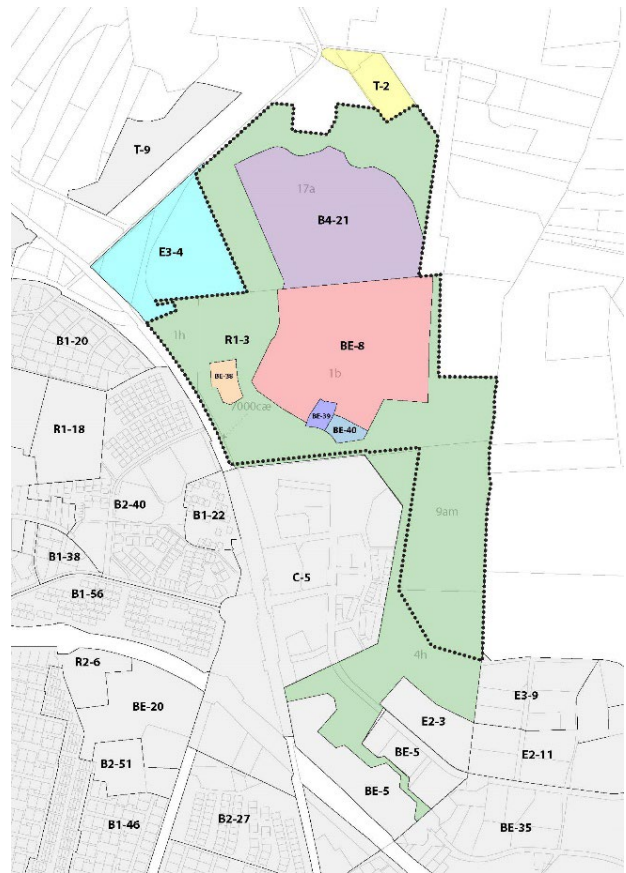 T-2
T-9
17a
B4-21
E3-4
1h
R1-3
BE-8
B1-20
1b
BE-38
7000cæ
BE-39
R1-18
BE-40
B2-40
B1-22
9am
B1-38
C-5
B1-56
4h
R2-6
E3-9
BE-20
E2-3
BE-5
E2-11
B2-51
BE-5
B2-27
B1-46
BE-35